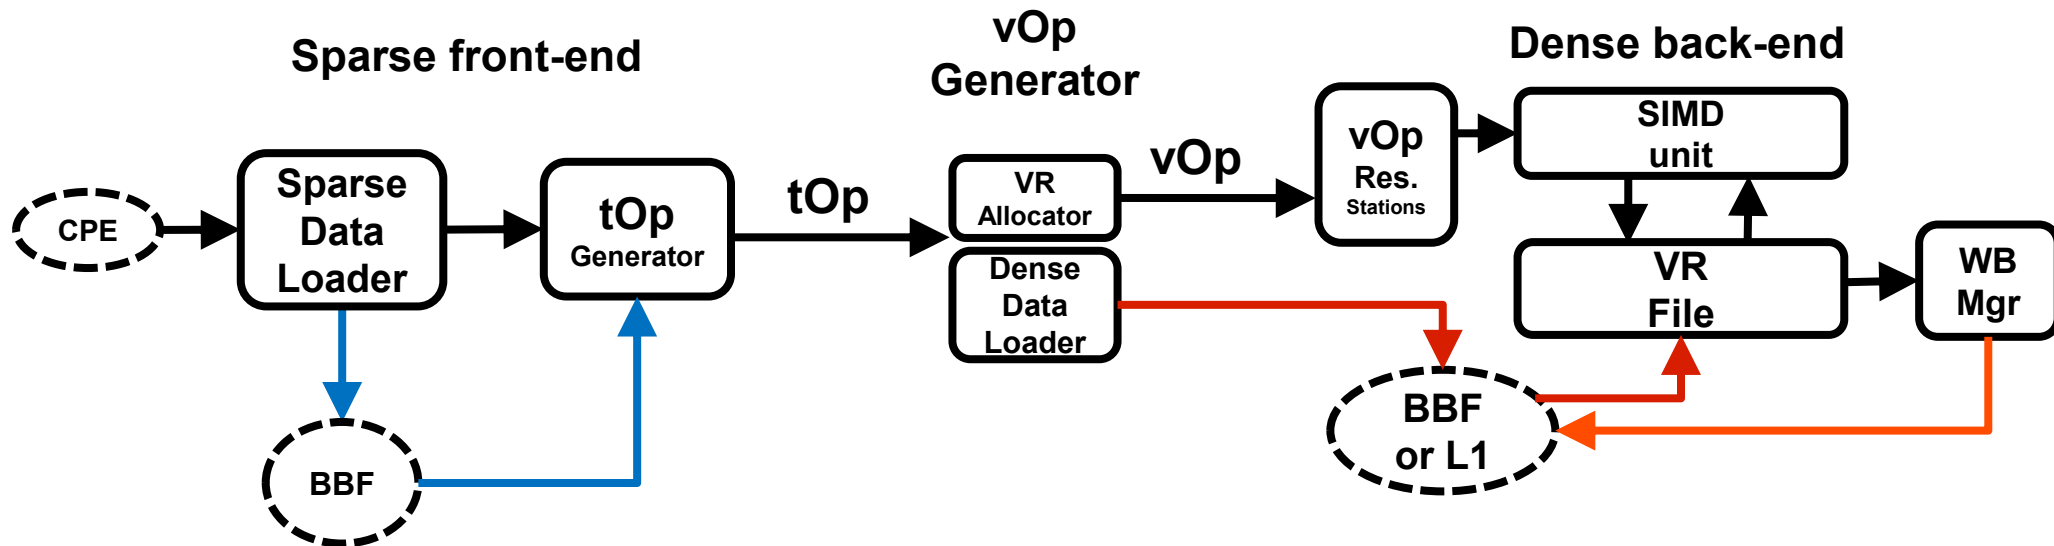 Sparse front-end
vOp
Generator
Dense back-end
CPE
Sparse
Data
Loader
BBF
tOp
Generator
tOp
VR
Allocator
Dense
Data
Loader
vOp
vOp
Res.
Stations
SIMD
unit
VR
File
WB
Mgr
BBF
or L1